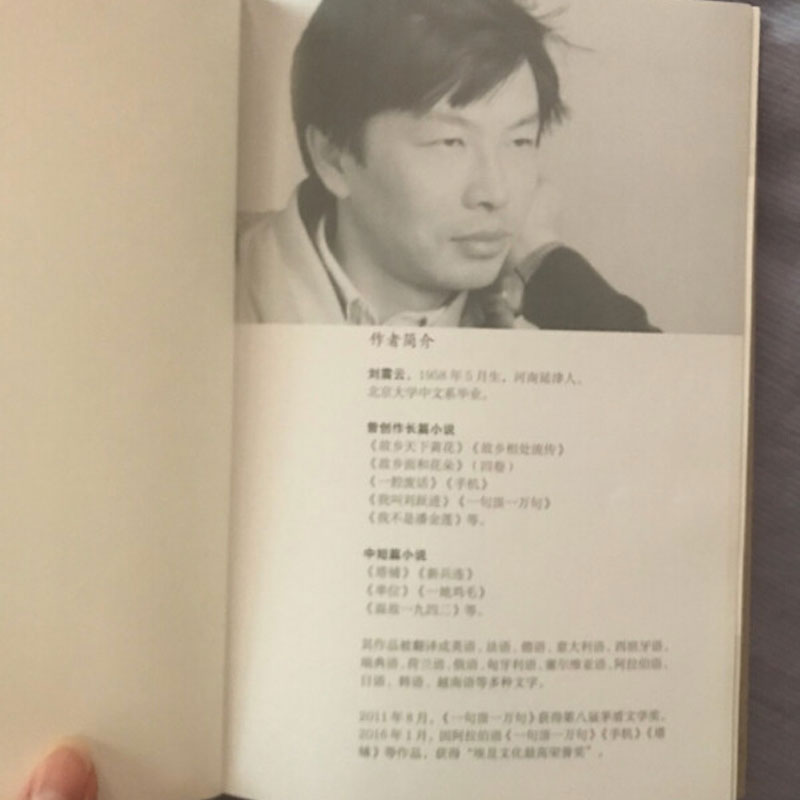 作者简介
刘震云，1958年5月生，河南延津人。
北京大学中文系毕业。
曾创作长篇小说
《故乡天下黄花》《故乡相处流传》
《故乡面和花朵》（四卷）
《一腔废话》《手机》
《我叫刘跃进》《一句顶一万句》
《我不是潘金莲》等。
中短篇小说
《塔铺》《新兵连》
《单位》《一地鸡毛》
《温故一九四二》等。
其作品被翻译成英语、法语、德语、意大利语、西班牙语、
瑞典语、荷兰语、俄语、匈牙利语、塞尔维亚语、阿拉伯语、
日语、韩语、越南语等多种文字。
2011年8月，《一句顶一万句》获得第八届茅盾文学奖。
2016年1月，因阿拉伯语《一句顶一万句》《手机》《塔
铺》等作品，获得“埃及文化最高荣誉奖”。